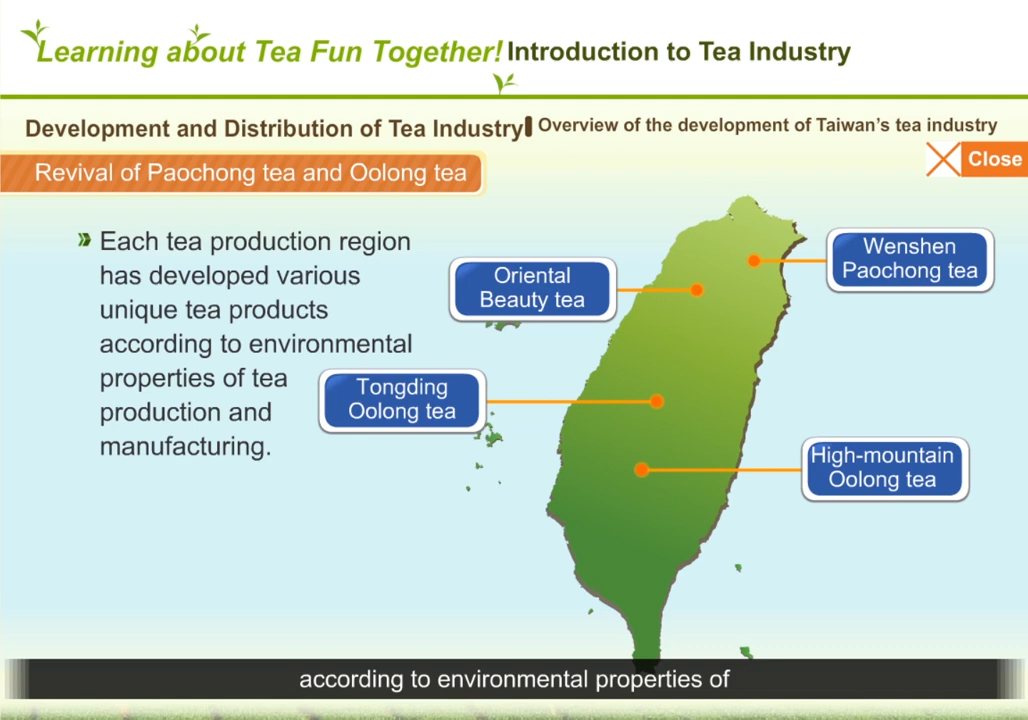 Learning about Tea Fun Together! Introduction to Tea Industry
Development and Distribution of Tea Industry Overview of the development of Taiwan's tea industry
Close
Revival of Paochong tea and Oolong tea
Each tea production region
has developed various
unique tea products
according to environmental
properties of tea
production and
manufacturing.
Oriental
Beauty tea
Wenshen
Paochong tea
Tongding
Oolong tea
High-mountain
Oolong tea
according to environmental properties of